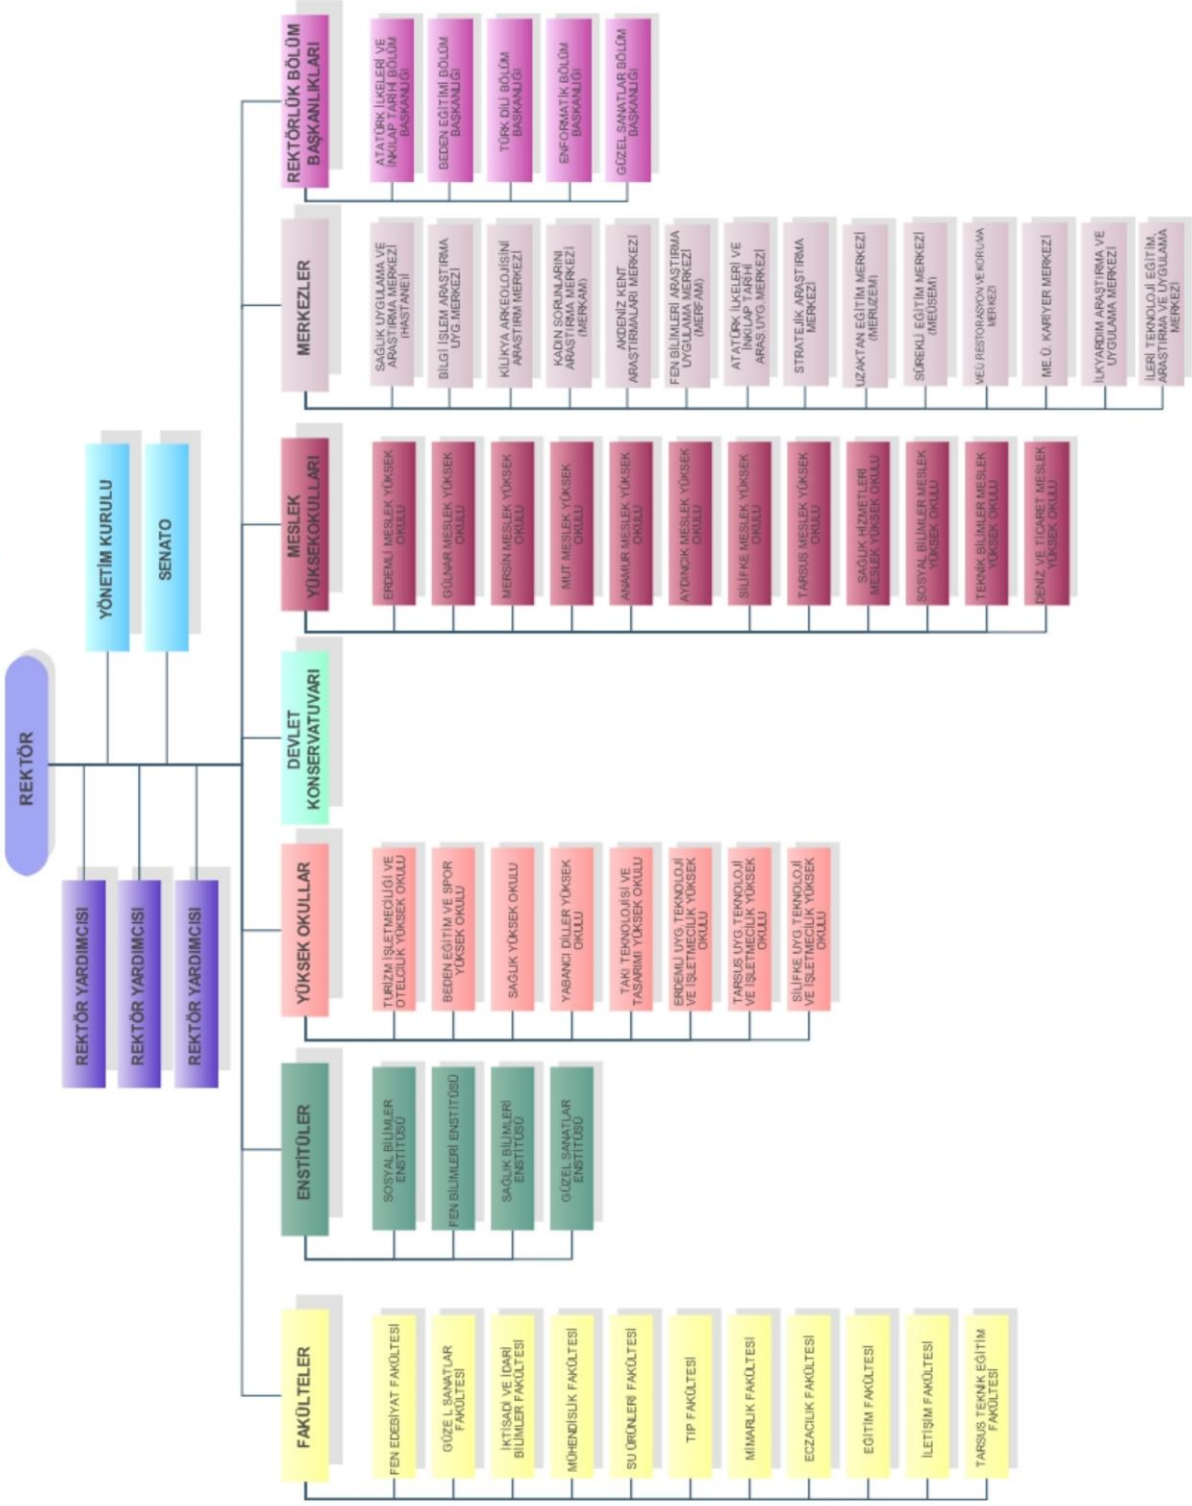 REKTÖR
REKTÖR YARDIMCISI
REKTÖR YARDIMCISI
REKTÖR YARDIMCISI
YÖNETİM KURULU
SENATO
FAKÜLTELER
FEN EDEBİYAT FAKÜLTESİ
GÜZE L SANATLAR
FAKÜLTESİ
İKTİSADİ VE İDARİ
BİLİMLER FAKÜLTESİ
MÜHENDİSLİK FAKÜLTESİ
SU ÜRÜNLERİ FAKÜLTESİ
TIP FAKÜLTESİ
MİMARLIK FAKÜLTESİ
ECZACILIK FAKÜLTESİ
EĞİTİM FAKÜLTESİ
İLETİŞİM FAKÜLTESİ
TARSUS TEKNİK EĞİTİM
FAKÜLTESİ
ENSTİTÜLER
SOSYAL BİLİMLER
ENSTİTÜSÜ
FEN BİLİMLERİ ENSTİTÜSÜ
SAĞLIK BİLİMLERİ
ENSTİTÜSÜ
GÜZEL SANATLAR
ENSTİTÜSÜ
YÜKSEK OKULLAR
TURİZM İŞLETMECİLİĞİ VE
OTELCİLİK YÜKSEK OKULU
BEDEN EĞİTİM VE SPOR
YÜKSEK OKULU
SAĞLIK YÜKSEK OKULU
YABANCI DİLLER YÜKSEK
OKULU
TAKI TEKNOLOJİSİ VE
TASARIMI YÜKSEK OKULU
ERDEMLİ UYG.TEKNOLOJİ
VE İŞLETMECİLİK YÜKSEK
OKULU
TARSUS UYG.TEKNOLOJİ
VE İŞLETMECİLİK YÜKSEK
OKULU
SİLİFKE UYG.TEKNOLOJİ
VE İŞLETMECİLİK YÜKSEK
OKULU
DEVLET
KONSERVATUVARI
MESLEK
YÜKSEKOKULLARI
ERDEMLİ MESLEK YÜKSEK
OKULU
GÜLNAR MESLEK YÜKSEK
OKULU
MERSİN MESLEK YÜKSEK
OKULU
MUT MESLEK YÜKSEK
OKULU
ANAMUR MESLEK YÜKSEK
OKULU
AYDINCIK MESLEK YÜKSEK
OKULU
SİLİFKE MESLEK YÜKSEK
OKULU
TARSUS MESLEK YÜKSEK
OKULU
SAĞLIK HİZMETLERİ
MESLEK YÜKSEK OKULU
SOSYAL BİLİMLER MESLEK
YÜKSEK OKULU
TEKNİK BİLİMLER MESLEK
YÜKSEK OKULU
DENİZ VE TİCARET MESLEK
YÜKSEK OKULU
MERKEZLER
SAĞLIK UYGULAMA VE
ARAŞTIRMA MERKEZİ
(HASTANE)İ
BİLGİ İŞLEM ARAŞTIRMA
UYG.MERKEZİ
KİLİKYA ARKEOLOJİSİNİ
ARAŞTIRM MERKEZİ
KADIN SORUNLARINI
ARAŞTIRMA MERKEZİ
(MERKAM)
AKDENİZ KENT
ARAŞTIRMALARI MERKEZİ
FEN BİLİMLERİ ARAŞTIRMA
UYGULAMA MERKEZİ
(MERFAM)
ATATÜRK İLKELERİ VE
İNKILAP TARİHİ
ARAS.UYG.MERKEZİ
STRATEJİK ARAŞTIRMA
MERKEZİ
UZAKTAN EĞİTİM MERKEZİ
(MERUZEM)
SÜREKLİ EĞİTİM MERKEZİ
(MEÜSEM)
VEÜ RESTORASYON VE KORUMA
MERKEZİ
ME.Ü. KARİYER MERKEZİ
İLKYARDIM ARAŞTIRMA VE
UYGULAMA MERKEZİ
İLERİ TEKNOLOJİ EĞİTİM,
ARAŞTIRMA VE UYGULAMA
MERKEZİ
REKTÖRLÜK BÖLÜM
BAŞKANLIKLARI
ATATÜRK İLKELERİ VE
İNKILAP TARİHİ BÖLÜM
BAŞKANLIĞI
BEDEN EĞİTİMİ BÖLÜM
BAŞKANLIĞI
TÜRK DİLİ BÖLÜM
BAŞKANLIĞI
ENFORMATİK BÖLÜM
BAŞKANLIĞI
GÜZEL SANATLAR BÖLÜM
BAŞKANLIĞI